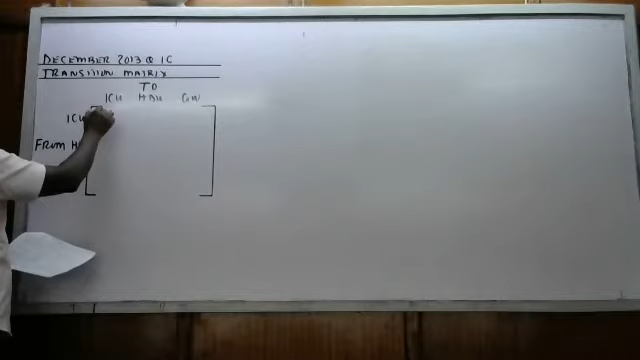 DECEMBER 2013 Q 1C
TRANSITION MATRIX
TO
ICU HDU GW
ICU
FROM H